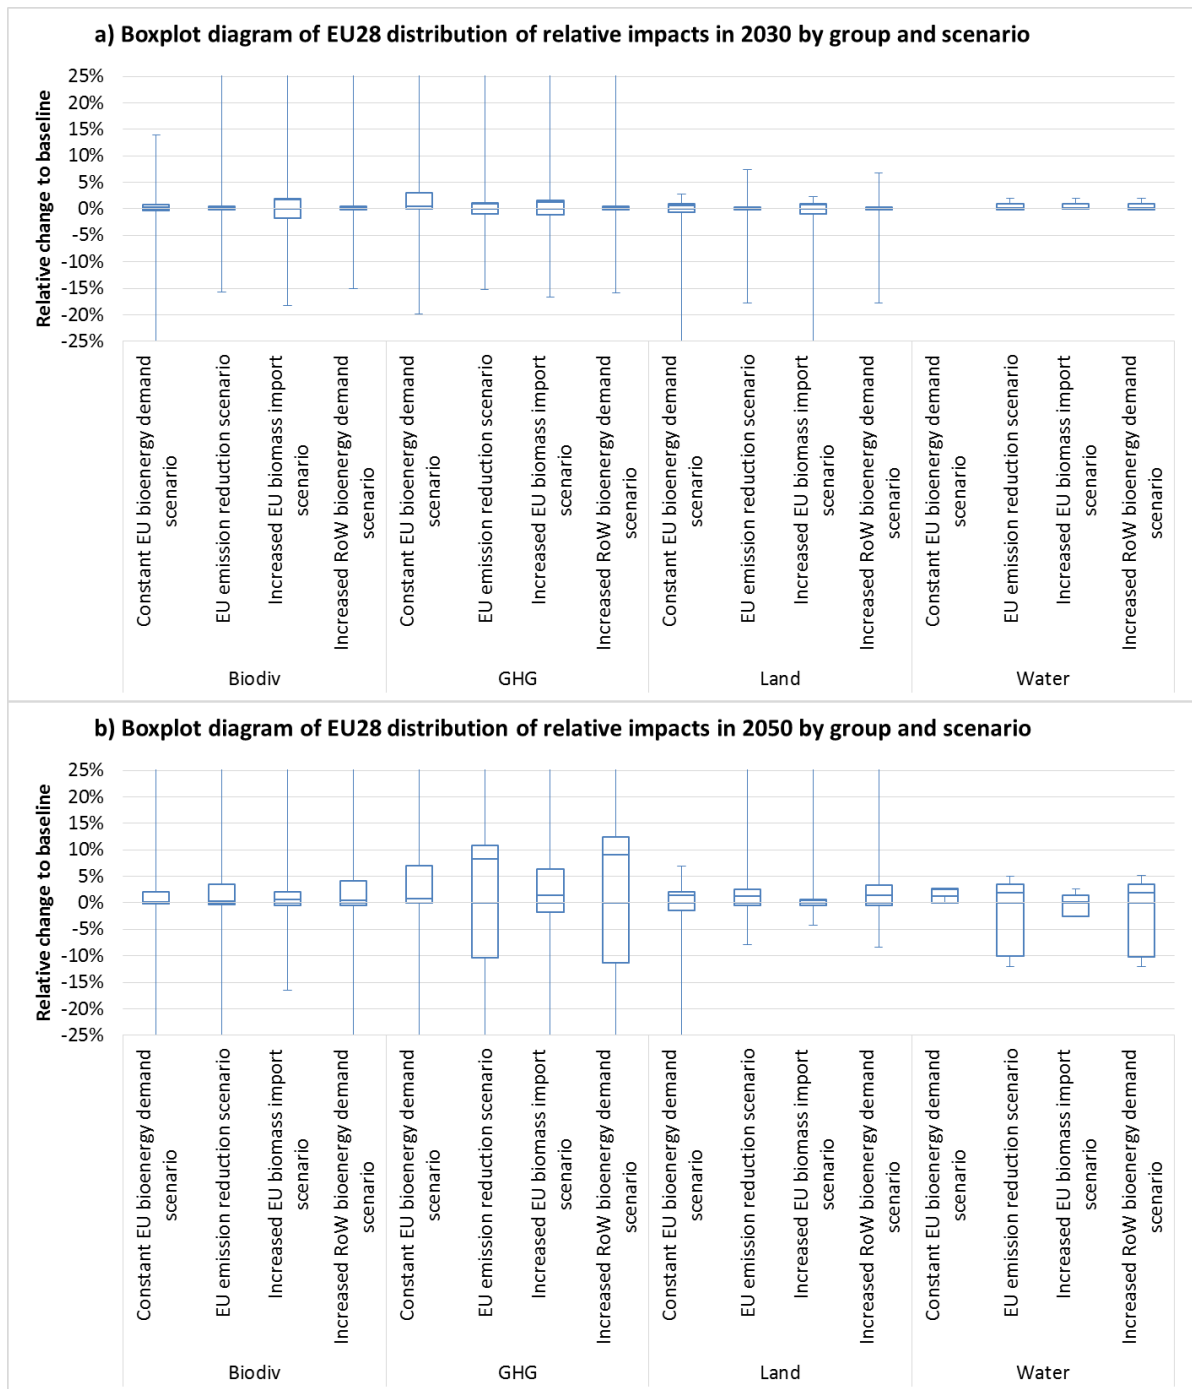 a) Boxplot diagram of EU28 distribution of relative impacts in 2030 by group and scenario
Relative change to baseline
25%
20%
15%
10%
5%
0%
-5%
-10%
-15%
-20%
-25%
Constant EU bioenergy demand
scenario
EU emission reduction scenario
Increased EU biomass import
scenario
Increased RoW bioenergy demand
scenario
Constant EU bioenergy demand
scenario
EU emission reduction scenario
Increased EU biomass import
scenario
Increased RoW bioenergy demand
scenario
Constant EU bioenergy demand
scenario
EU emission reduction scenario
Increased EU biomass import
scenario
Increased RoW bioenergy demand
scenario
Constant EU bioenergy demand
scenario
EU emission reduction scenario
Increased EU biomass import
scenario
Increased RoW bioenergy demand
scenario
Biodiv
GHG
Land
Water
b) Boxplot diagram of EU28 distribution of relative impacts in 2050 by group and scenario
Relative change to baseline
25%
20%
15%
10%
5%
0%
-5%
-10%
-15%
-20%
-25%
Constant EU bioenergy demand
scenario
EU emission reduction scenario
Increased EU biomass import
scenario
Increased RoW bioenergy demand
scenario
Constant EU bioenergy demand
scenario
EU emission reduction scenario
Increased EU biomass import
scenario
Increased RoW bioenergy demand
scenario
Constant EU bioenergy demand
scenario
EU emission reduction scenario
Increased EU biomass import
scenario
Increased RoW bioenergy demand
scenario
Constant EU bioenergy demand
scenario
EU emission reduction scenario
Increased EU biomass import
scenario
Increased RoW bioenergy demand
scenario
Biodiv
GHG
Land
Water